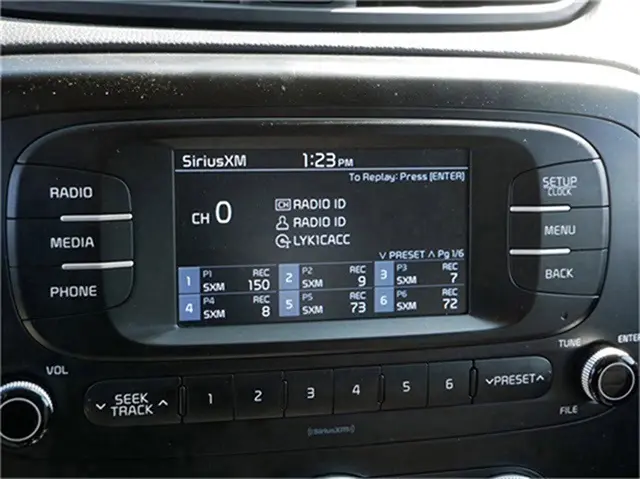 SiriusXM 1:23 PM
To Replay: Press [ENTER]
CH 0
CH RADIO ID
RADIO ID
LYK1CACC
∨ PRESET ∧ Pg 1/6
1 P1 SXM REC 150
2 P2 SXM REC 9
3 P3 SXM REC 7
4 P4 SXM REC 8
5 P5 SXM REC 73
6 P6 SXM REC 72
RADIO
MEDIA
PHONE
SETUP
CLOCK
MENU
BACK
VOL
∨ SEEK ∧
TRACK
1 2 3 4 5 6
∨PRESET∧
TUNE
ENTER
FILE
((SiriusXM))